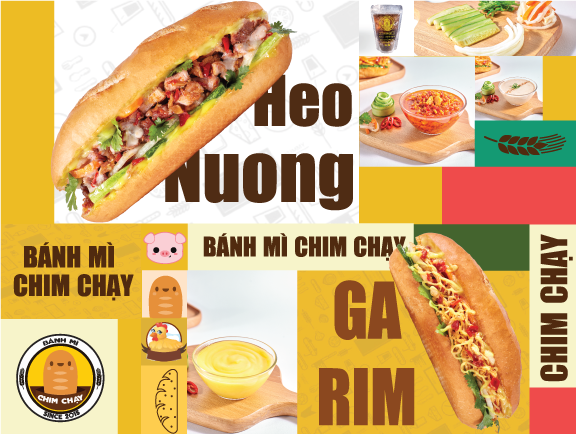 Heo
Nuong
BÁNH MÌ
CHIM CHẠY
BÁNH MÌ CHIM CHẠY
GA
RIM
CHIM CHẠY
BÁNH MÌ
CHIM CHẠY
SINCE 2018